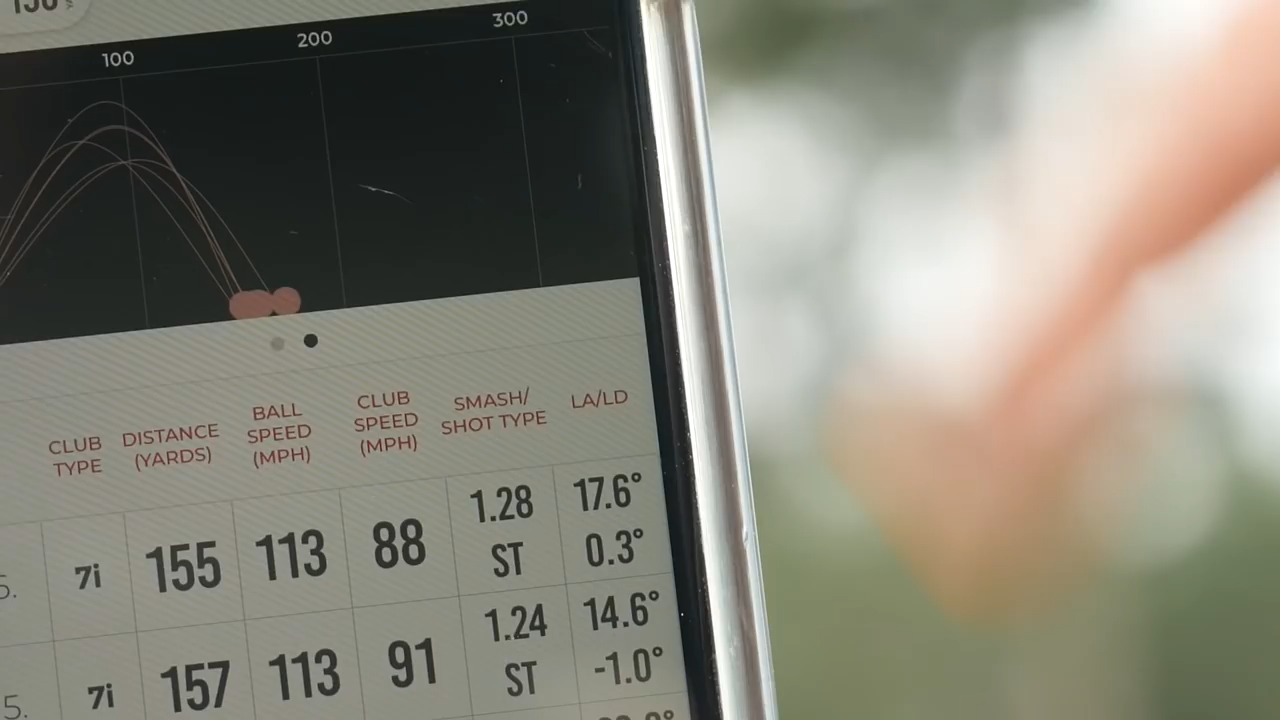 100 200 300
CLUB TYPE
DISTANCE (YARDS)
BALL SPEED (MPH)
CLUB SPEED (MPH)
SMASH/ SHOT TYPE
LA/LD
5. 7i 155 113 88 1.28 ST 17.6° 0.3°
5. 7i 157 113 91 1.24 ST 14.6° -1.0°